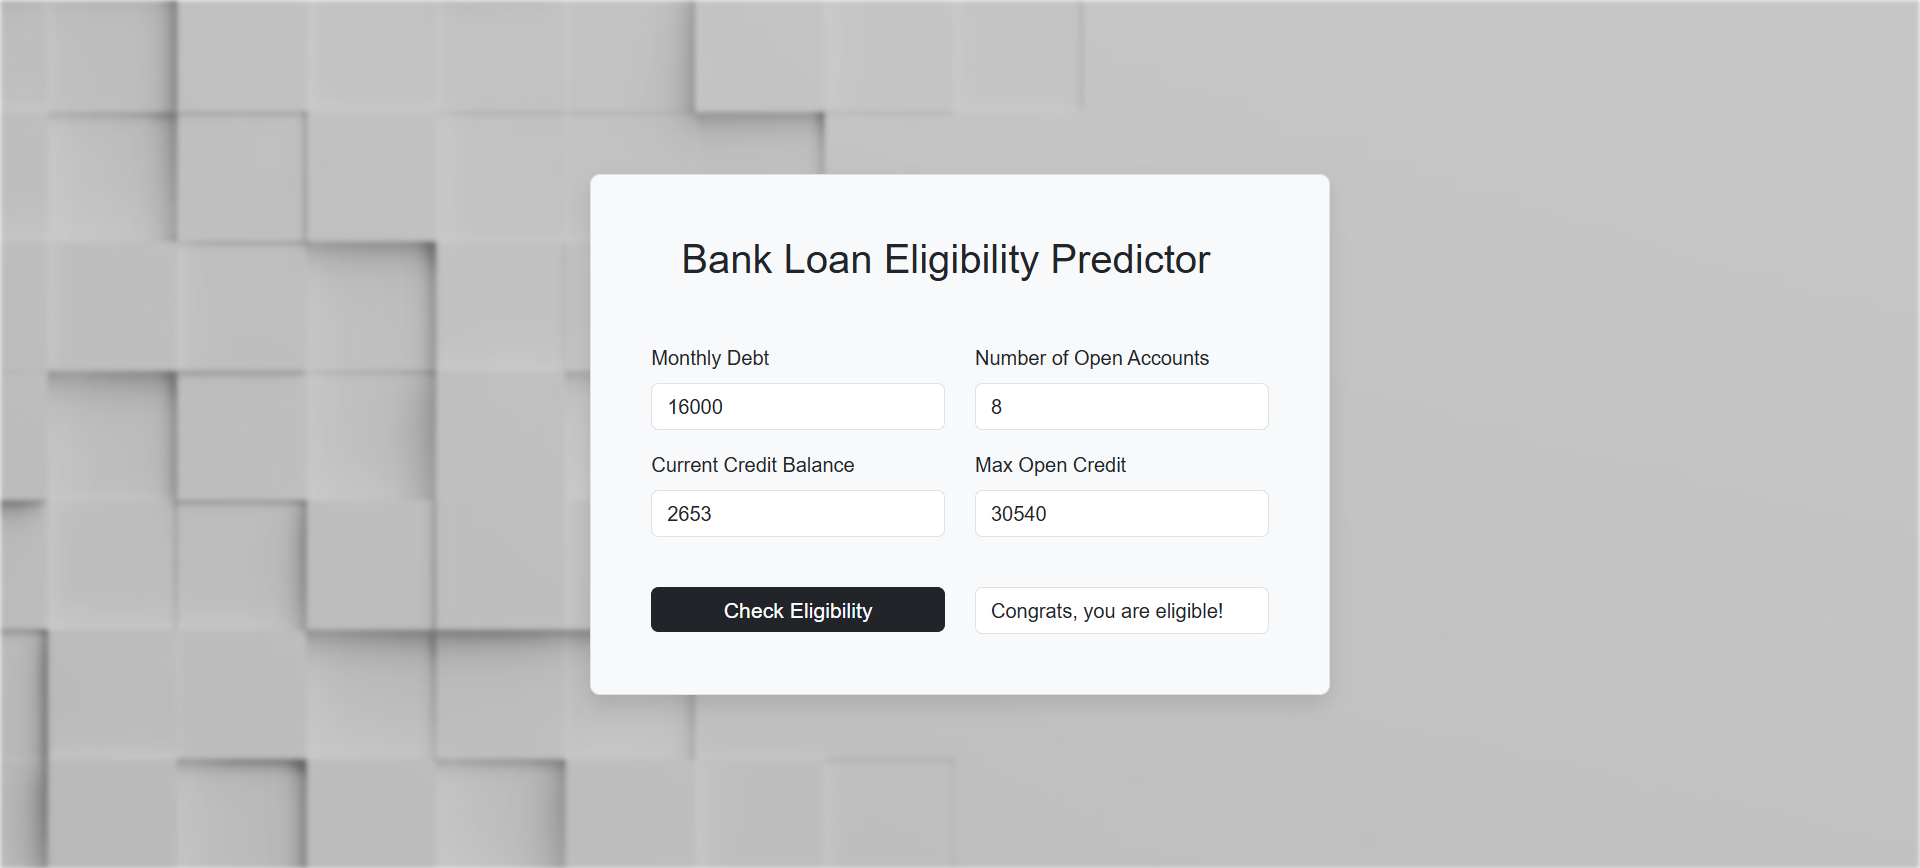 Bank Loan Eligibility Predictor
Monthly Debt
Number of Open Accounts
16000
8
Current Credit Balance
Max Open Credit
2653
30540
Check Eligibility
Congrats, you are eligible!